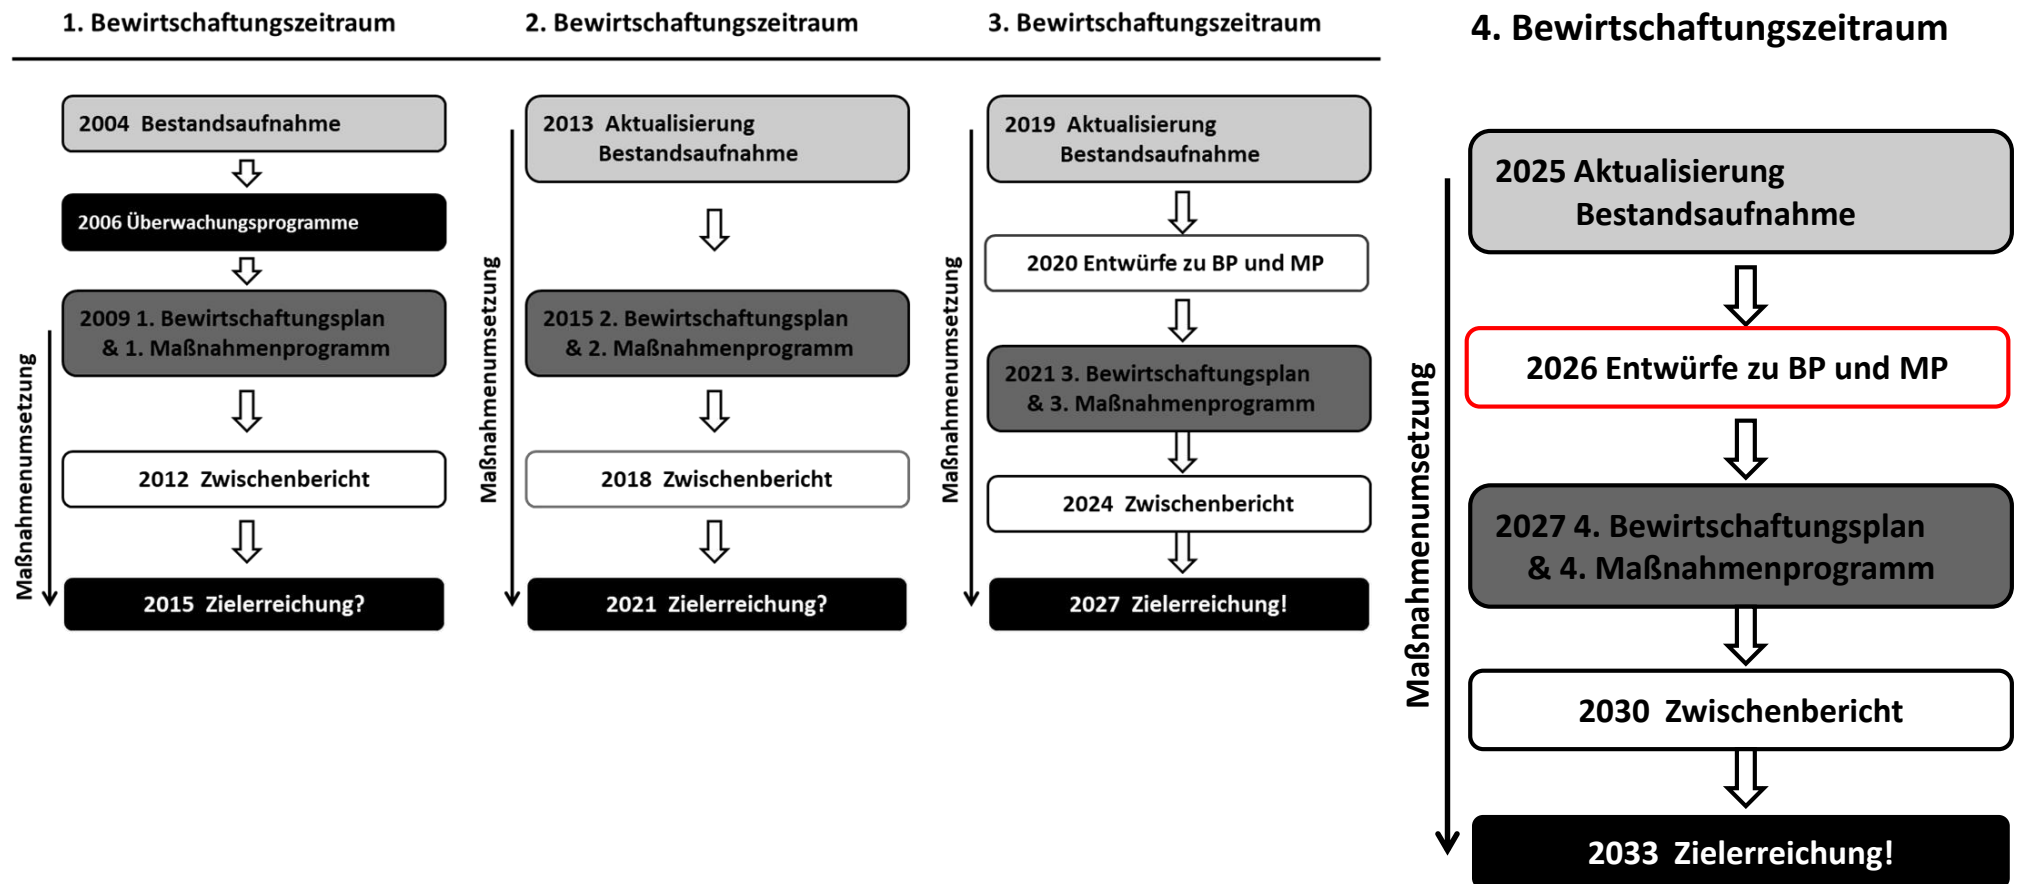 1. Bewirtschaftungszeitraum
2004 Bestandsaufnahme
2006 Überwachungsprogramme
2009 1. Bewirtschaftungsplan
& 1. Maßnahmenprogramm
2012 Zwischenbericht
2015 Zielerreichung?
Maßnahmenumsetzung
2. Bewirtschaftungszeitraum
2013 Aktualisierung
Bestandsaufnahme
2015 2. Bewirtschaftungsplan
& 2. Maßnahmenprogramm
2018 Zwischenbericht
2021 Zielerreichung?
Maßnahmenumsetzung
3. Bewirtschaftungszeitraum
2019 Aktualisierung
Bestandsaufnahme
2020 Entwürfe zu BP und MP
2021 3. Bewirtschaftungsplan
& 3. Maßnahmenprogramm
2024 Zwischenbericht
2027 Zielerreichung!
Maßnahmenumsetzung
4. Bewirtschaftungszeitraum
2025 Aktualisierung
Bestandsaufnahme
2026 Entwürfe zu BP und MP
2027 4. Bewirtschaftungsplan
& 4. Maßnahmenprogramm
2030 Zwischenbericht
2033 Zielerreichung!
Maßnahmenumsetzung